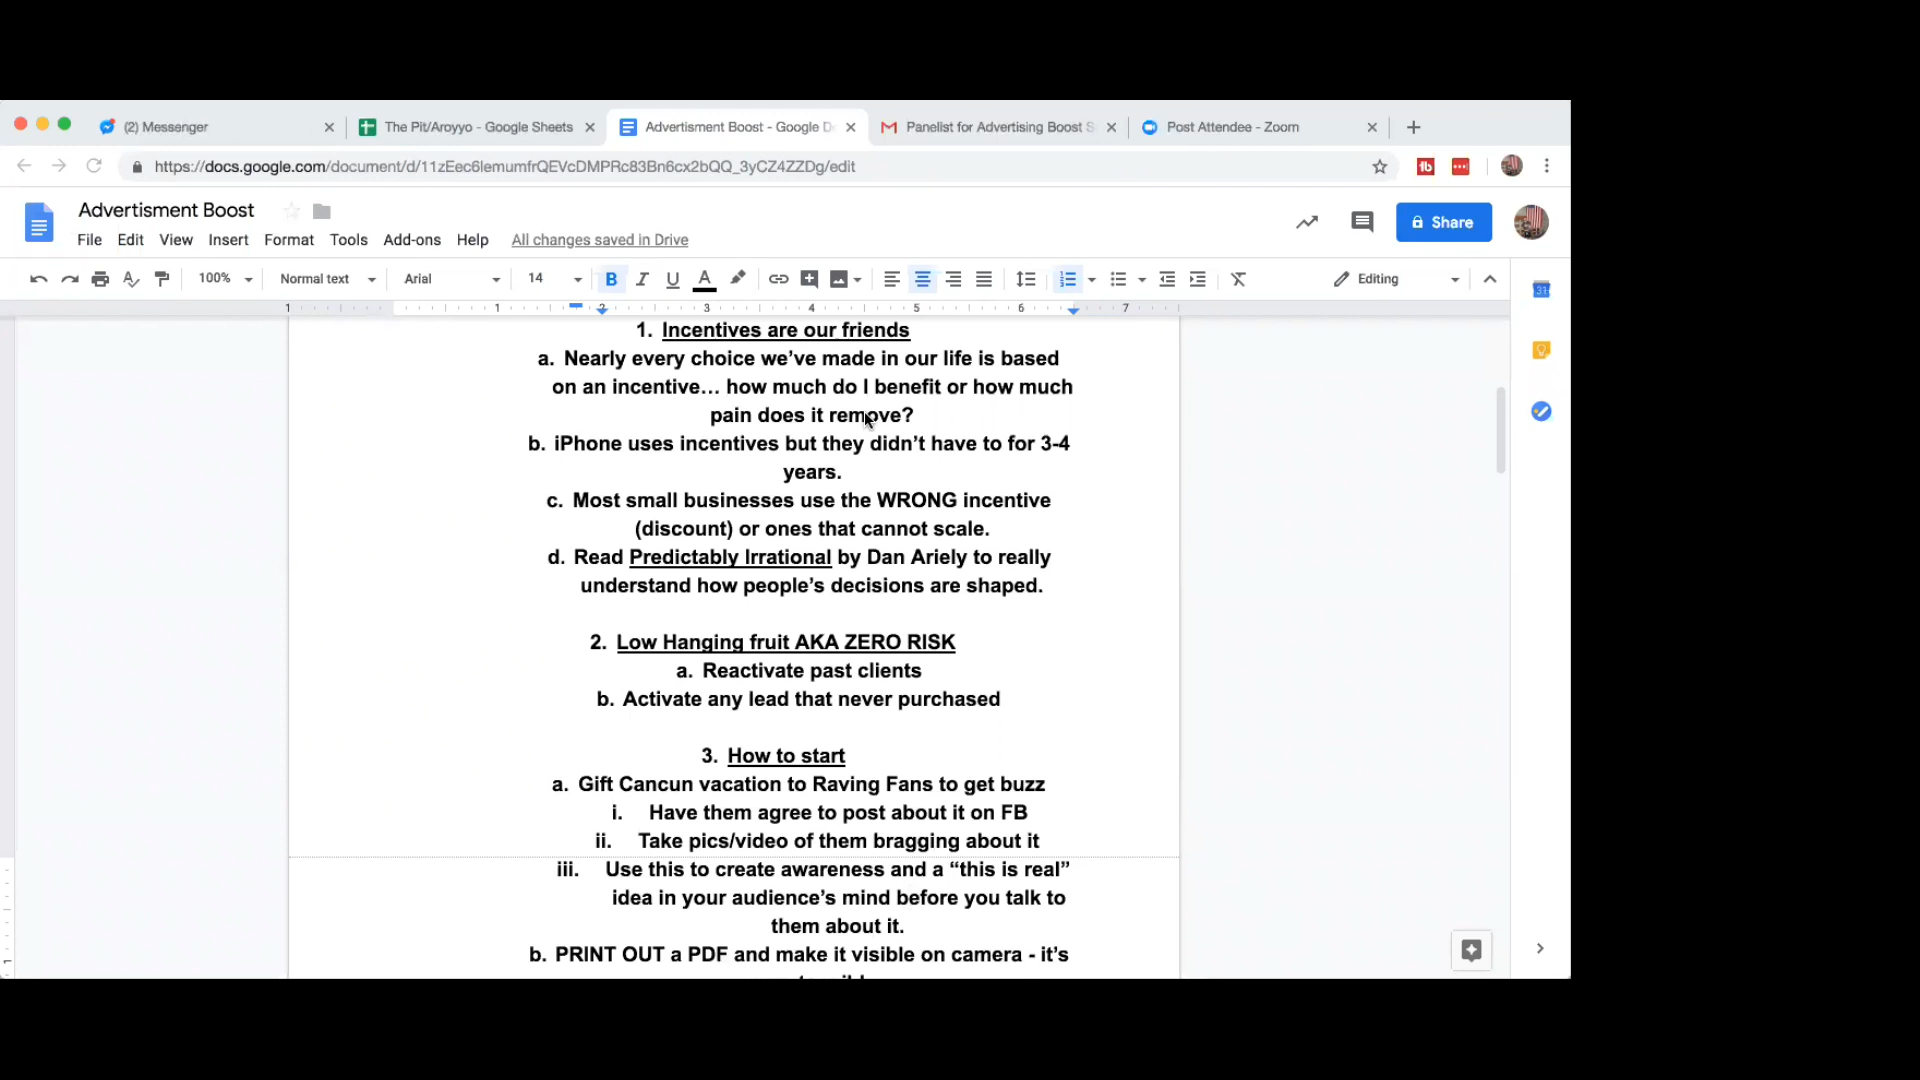 (2) Messenger
The Pit/Aroyyo - Google Sheets
Advertisment Boost - Google D
Panelist for Advertising Boost S
Post Attendee - Zoom
https://docs.google.com/document/d/11zEec6lemumfrQEVcDMPRc83Bn6cx2bQQ_3yCZ4ZZDg/edit
Advertisment Boost
Share
File Edit View Insert Format Tools Add-ons Help All changes saved in Drive
100% Normal text Arial 14 B I U A Editing
31
1 1 2 3 4 5 6 7
1. Incentives are our friends
a. Nearly every choice we’ve made in our life is based
on an incentive… how much do I benefit or how much
pain does it remove?
b. iPhone uses incentives but they didn’t have to for 3-4
years.
c. Most small businesses use the WRONG incentive
(discount) or ones that cannot scale.
d. Read Predictably Irrational by Dan Ariely to really
understand how people’s decisions are shaped.
2. Low Hanging fruit AKA ZERO RISK
a. Reactivate past clients
b. Activate any lead that never purchased
3. How to start
a. Gift Cancun vacation to Raving Fans to get buzz
i. Have them agree to post about it on FB
ii. Take pics/video of them bragging about it
iii. Use this to create awareness and a “this is real”
idea in your audience’s mind before you talk to
them about it.
b. PRINT OUT a PDF and make it visible on camera - it’s